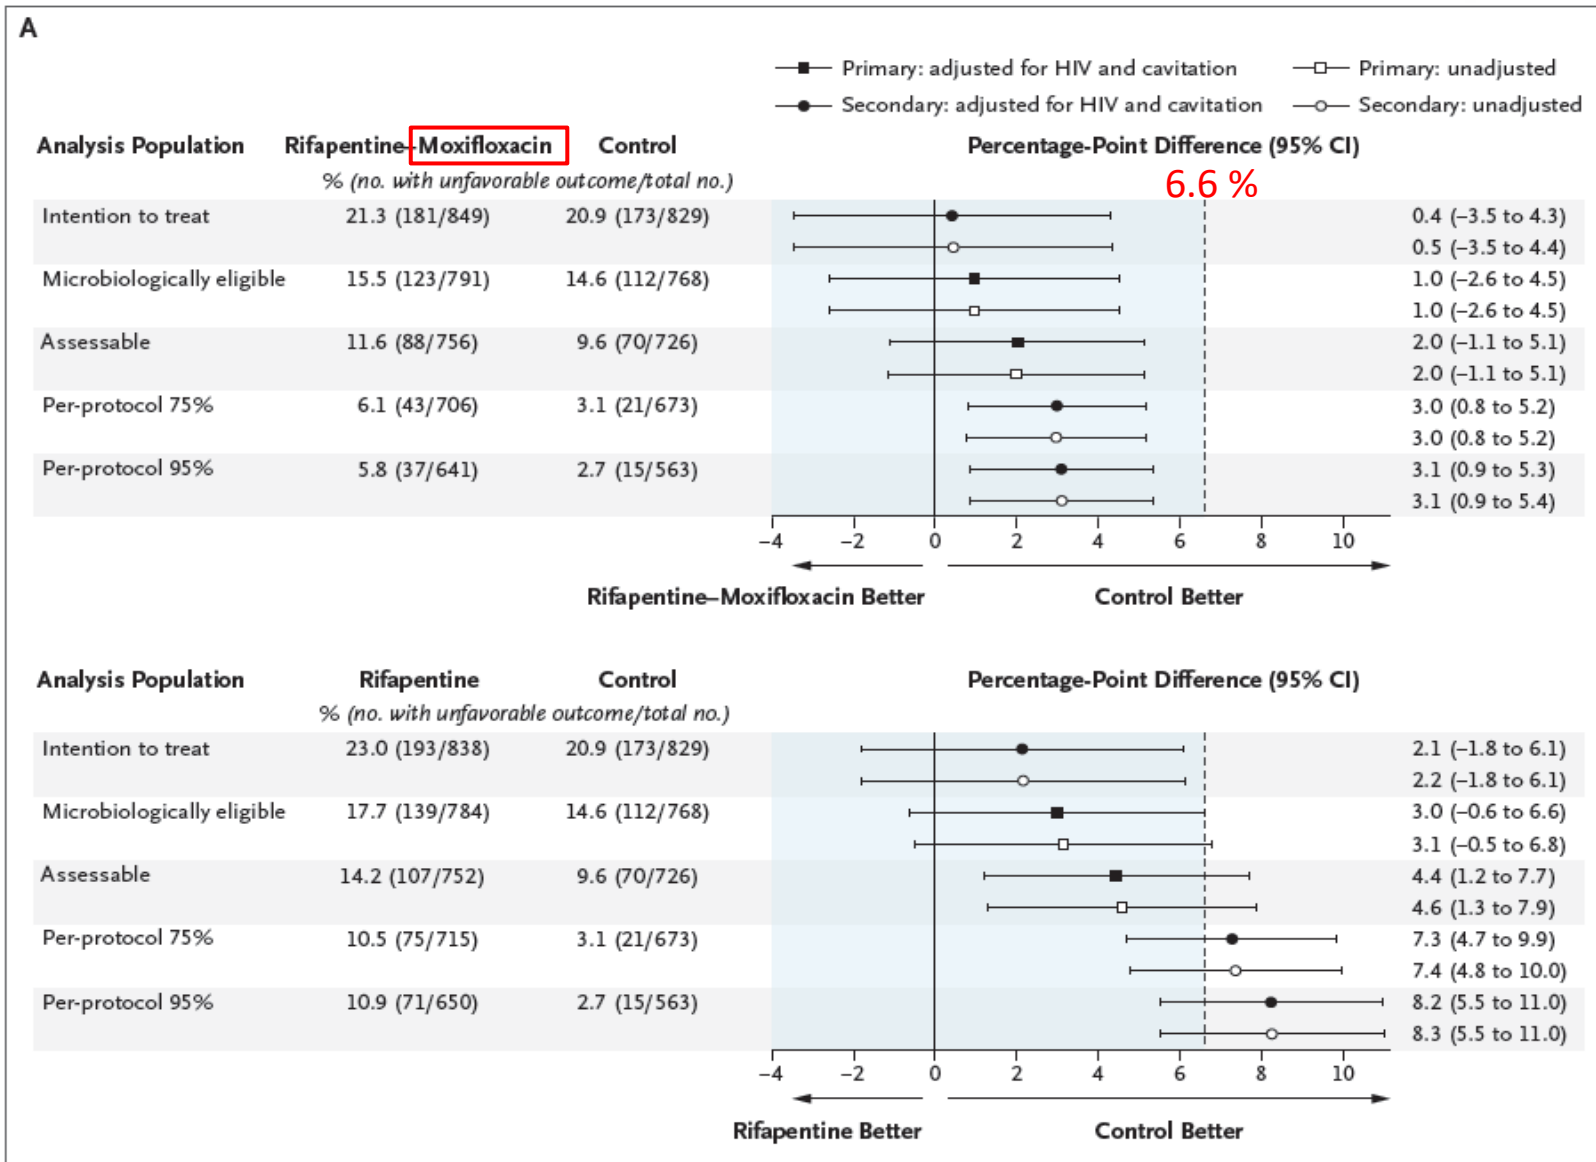 A
Primary: adjusted for HIV and cavitation Primary: unadjusted
Secondary: adjusted for HIV and cavitation Secondary: unadjusted
Analysis Population Rifapentine–Moxifloxacin Control Percentage-Point Difference (95% CI)
% (no. with unfavorable outcome/total no.) 6.6 %
Intention to treat 21.3 (181/849) 20.9 (173/829) 0.4 (–3.5 to 4.3)
0.5 (–3.5 to 4.4)
Microbiologically eligible 15.5 (123/791) 14.6 (112/768) 1.0 (–2.6 to 4.5)
1.0 (–2.6 to 4.5)
Assessable 11.6 (88/756) 9.6 (70/726) 2.0 (–1.1 to 5.1)
2.0 (–1.1 to 5.1)
Per-protocol 75% 6.1 (43/706) 3.1 (21/673) 3.0 (0.8 to 5.2)
3.0 (0.8 to 5.2)
Per-protocol 95% 5.8 (37/641) 2.7 (15/563) 3.1 (0.9 to 5.3)
3.1 (0.9 to 5.4)
–4 –2 0 2 4 6 8 10
Rifapentine–Moxifloxacin Better Control Better
Analysis Population Rifapentine Control Percentage-Point Difference (95% CI)
% (no. with unfavorable outcome/total no.)
Intention to treat 23.0 (193/838) 20.9 (173/829) 2.1 (–1.8 to 6.1)
2.2 (–1.8 to 6.1)
Microbiologically eligible 17.7 (139/784) 14.6 (112/768) 3.0 (–0.6 to 6.6)
3.1 (–0.5 to 6.8)
Assessable 14.2 (107/752) 9.6 (70/726) 4.4 (1.2 to 7.7)
4.6 (1.3 to 7.9)
Per-protocol 75% 10.5 (75/715) 3.1 (21/673) 7.3 (4.7 to 9.9)
7.4 (4.8 to 10.0)
Per-protocol 95% 10.9 (71/650) 2.7 (15/563) 8.2 (5.5 to 11.0)
8.3 (5.5 to 11.0)
–4 –2 0 2 4 6 8 10
Rifapentine Better Control Better